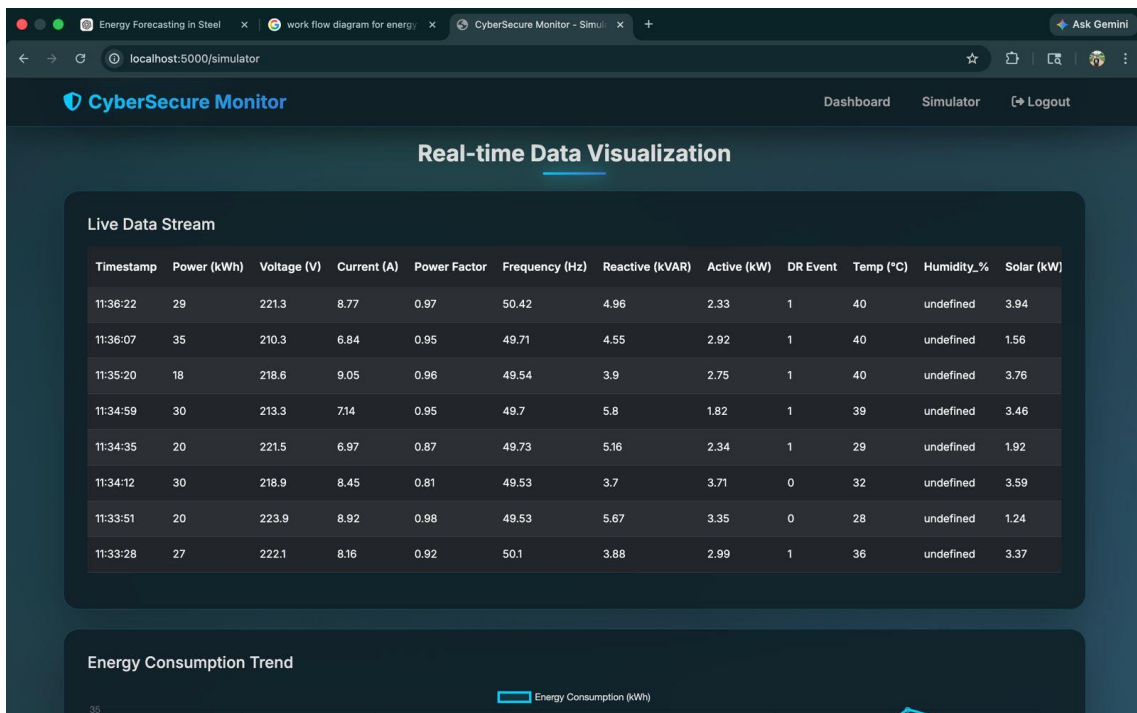 Energy Forecasting in Steel
work flow diagram for energy
CyberSecure Monitor - Simul
Ask Gemini
localhost:5000/simulator
CyberSecure Monitor
Dashboard Simulator Logout
Real-time Data Visualization
Live Data Stream
Timestamp Power (kWh) Voltage (V) Current (A) Power Factor Frequency (Hz) Reactive (kVAR) Active (kW) DR Event Temp (°C) Humidity_% Solar (kW)
11:36:22 29 221.3 8.77 0.97 50.42 4.96 2.33 1 40 undefined 3.94
11:36:07 35 210.3 6.84 0.95 49.71 4.55 2.92 1 40 undefined 1.56
11:35:20 18 218.6 9.05 0.96 49.54 3.9 2.75 1 40 undefined 3.76
11:34:59 30 213.3 7.14 0.95 49.7 5.8 1.82 1 39 undefined 3.46
11:34:35 20 221.5 6.97 0.87 49.73 5.16 2.34 1 29 undefined 1.92
11:34:12 30 218.9 8.45 0.81 49.53 3.7 3.71 0 32 undefined 3.59
11:33:51 20 223.9 8.92 0.98 49.53 5.67 3.35 0 28 undefined 1.24
11:33:28 27 222.1 8.16 0.92 50.1 3.88 2.99 1 36 undefined 3.37
Energy Consumption Trend
Energy Consumption (kWh)
35